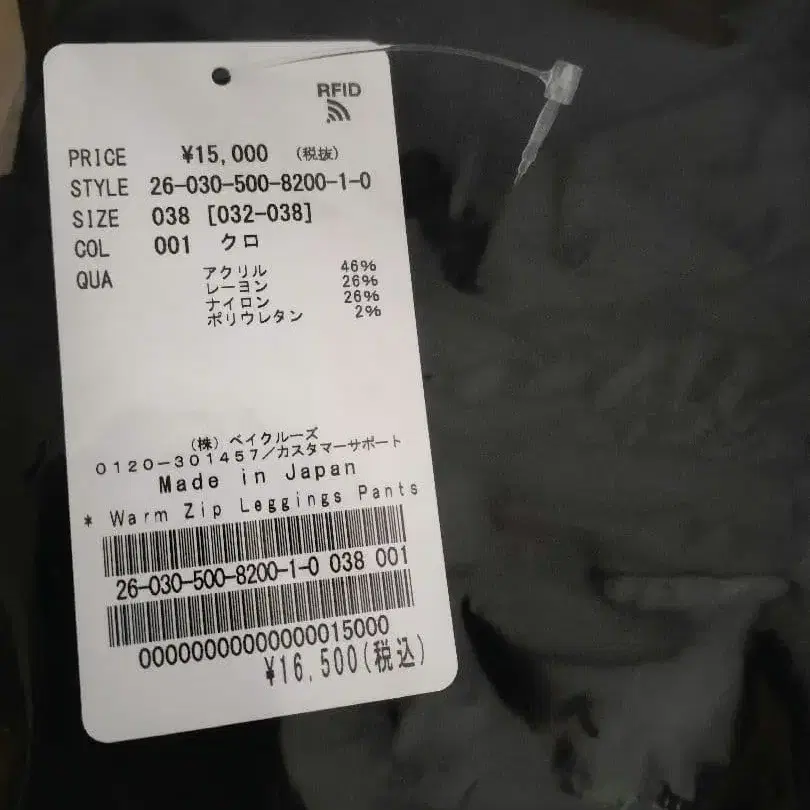 RFID
PRICE ¥15,000 (税抜)
STYLE 26-030-500-8200-1-0
SIZE 038 [032-038]
COL 001 クロ
QUA アクリル 46%
レーヨン 26%
ナイロン 26%
ポリウレタン 2%
(株) ベイクルーズ
0120-301457/カスタマーサポート
Made in Japan
* Warm Zip Leggings Pants
26-030-500-8200-1-0 038 001
00000000000000015000
¥16,500(税込)